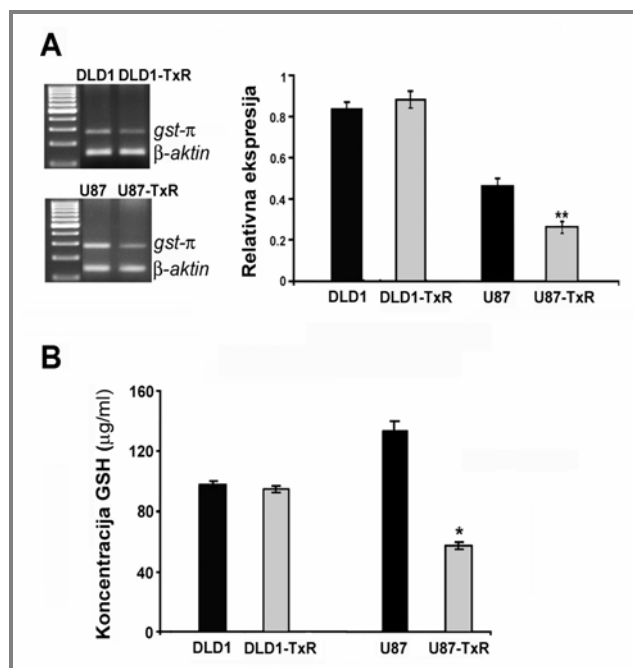 A
DLD1 DLD1-TxR
gst-π
β-aktin
U87 U87-TxR
gst-π
β-aktin
Relativna ekspresija
1
0.8
0.6
0.4
0.2
0
**
DLD1 DLD1-TxR U87 U87-TxR
B
Koncentracija GSH (µg/ml)
160
120
80
40
0
*
DLD1 DLD1-TxR U87 U87-TxR